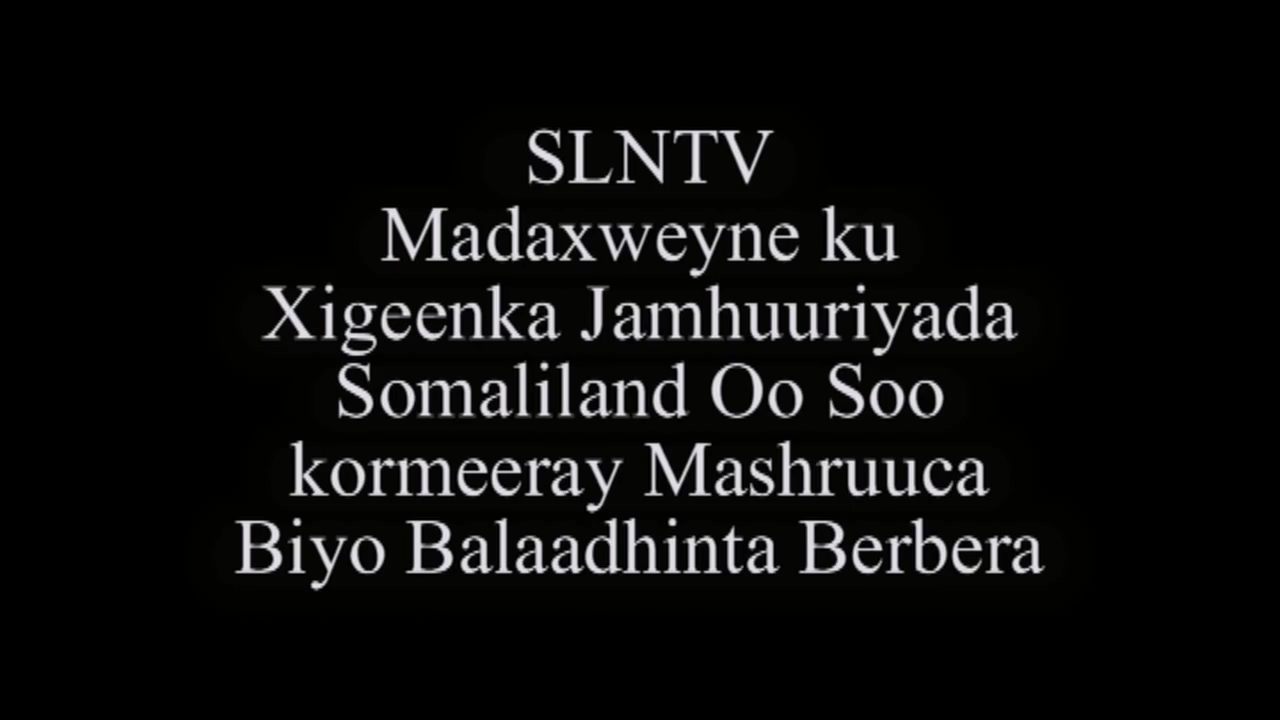 SLNTV
Madaxweyne ku
Xigeenka Jamhuuriyada
Somaliland Oo Soo
kormeeray Mashruuca
Biyo Balaadhinta Berbera